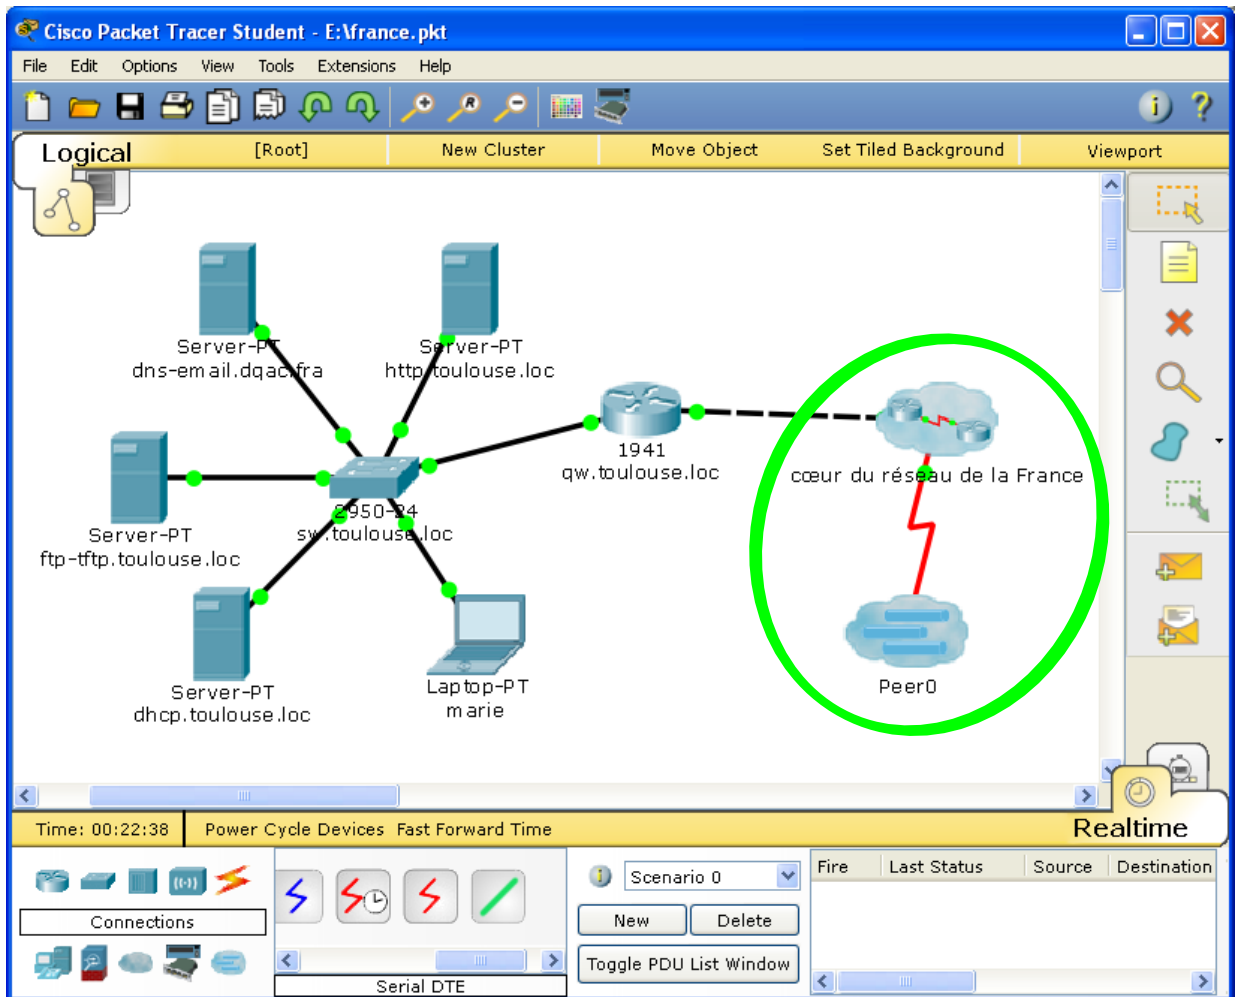 Cisco Packet Tracer Student - E:\france.pkt
File Edit Options View Tools Extensions Help
Logical [Root] New Cluster Move Object Set Tiled Background Viewport
Server-PT
dns-email.dqac.fra
Server-PT
http.toulouse.loc
1941
qw.toulouse.loc
cœur du réseau de la France
2950-24
sw.toulouse.loc
Server-PT
ftp-tftp.toulouse.loc
Server-PT
dhcp.toulouse.loc
Laptop-PT
marie
Peer0
Time: 00:22:38 Power Cycle Devices Fast Forward Time
Realtime
Connections
Serial DTE
Scenario 0
New Delete
Toggle PDU List Window
Fire Last Status Source Destination